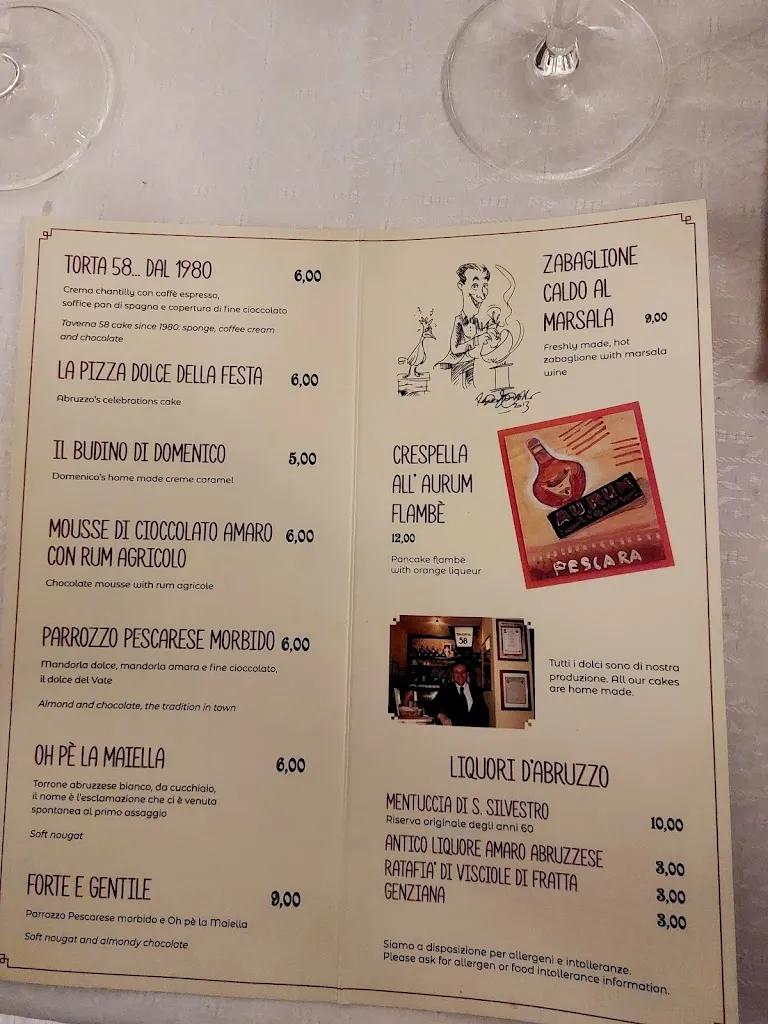 TORTA 58... DAL 1980 6,00
Crema chantilly con caffè espresso,
soffice pan di spagna e copertura di fine cioccolato
Taverna 58 cake since 1980: sponge, coffee cream
and chocolate
LA PIZZA DOLCE DELLA FESTA 6,00
Abruzzo's celebrations cake
IL BUDINO DI DOMENICO 5,00
Domenico's home made creme caramel
MOUSSE DI CIOCCOLATO AMARO 6,00
CON RUM AGRICOLO
Chocolate mousse with rum agricole
PARROZZO PESCARESE MORBIDO 6,00
Mandorla dolce, mandorla amara e fine cioccolato,
il dolce del Vate
Almond and chocolate, the tradition in town
OH PÈ LA MAIELLA 6,00
Torrone abruzzese bianco, da cucchiaio,
il nome è l'esclamazione che ci è venuta
spontanea al primo assaggio
Soft nougat
FORTE E GENTILE 9,00
Parrozzo Pescarese morbido e Oh pè la Maiella
Soft nougat and almondy chocolate
ZABAGLIONE
CALDO AL
MARSALA 9,00
Freshly made, hot
zabaglione with marsala
wine
2013
CRESPELLA
ALL' AURUM
FLAMBÈ
12,00
Pancake flambè
with orange liqueur
AURUM
PESCARA
58
Tutti i dolci sono di nostra
produzione. All our cakes
are home made.
LIQUORI D'ABRUZZO
MENTUCCIA DI S. SILVESTRO
Riserva originale degli anni 60 10,00
ANTICO LIQUORE AMARO ABRUZZESE 3,00
RATAFIA' DI VISCIOLE DI FRATTA 3,00
GENZIANA 3,00
Siamo a disposizione per allergeni e intolleranze.
Please ask for allergen or food intollerance information.